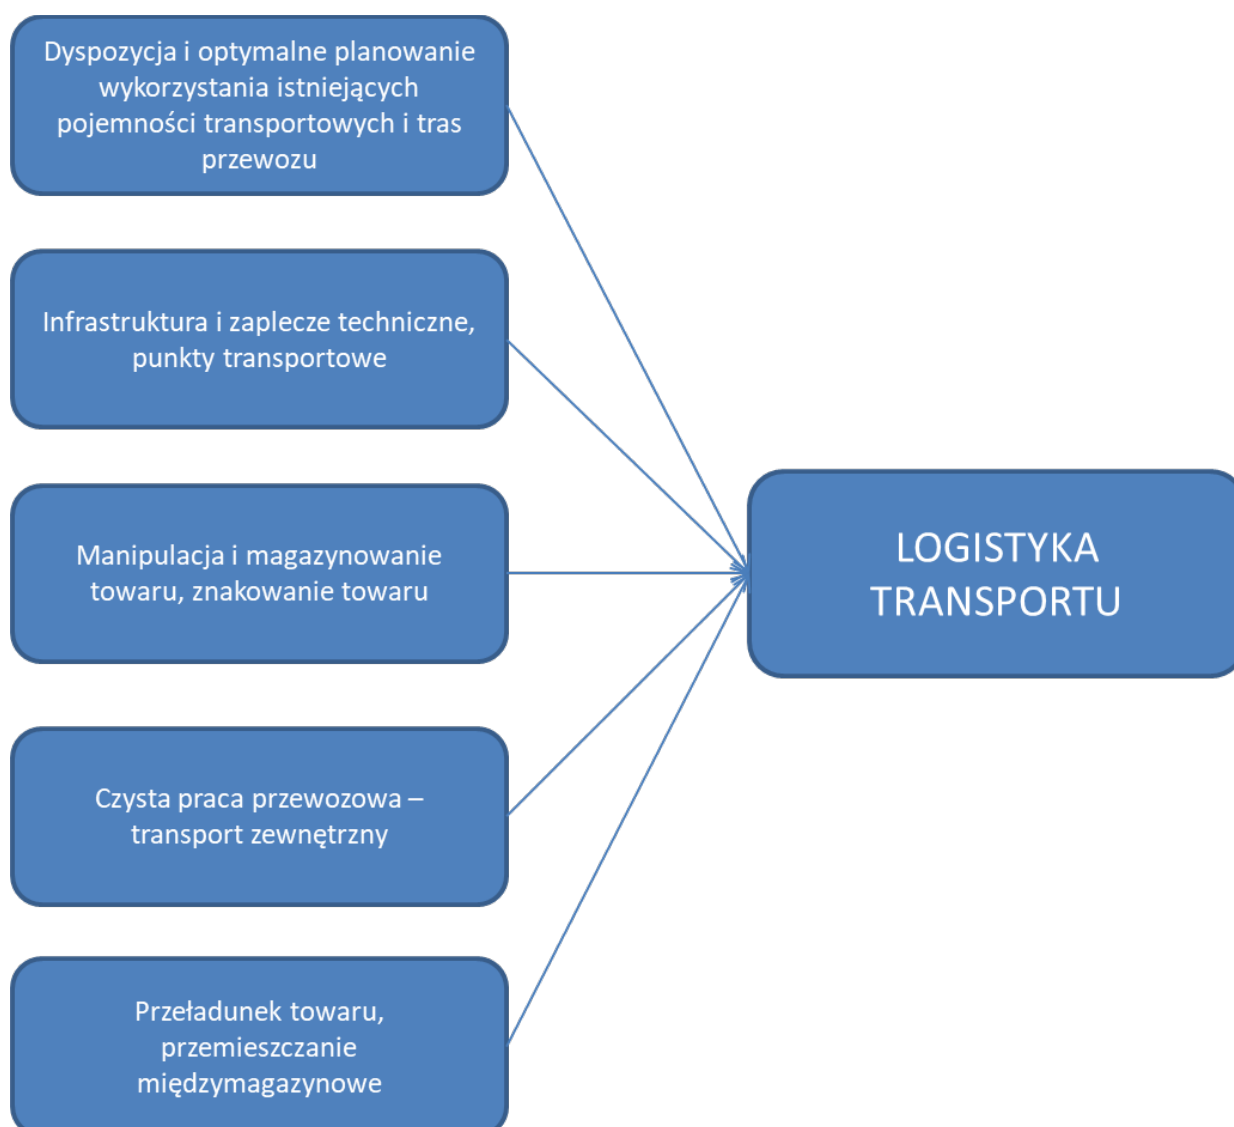 Dyspozycja i optymalne planowanie
wykorzystania istniejących
pojemności transportowych i tras
przewozu
Infrastruktura i zaplecze techniczne,
punkty transportowe
Manipulacja i magazynowanie
towaru, znakowanie towaru
Czysta praca przewozowa –
transport zewnętrzny
Przeładunek towaru,
przemieszczanie
międzymagazynowe
LOGISTYKA
TRANSPORTU